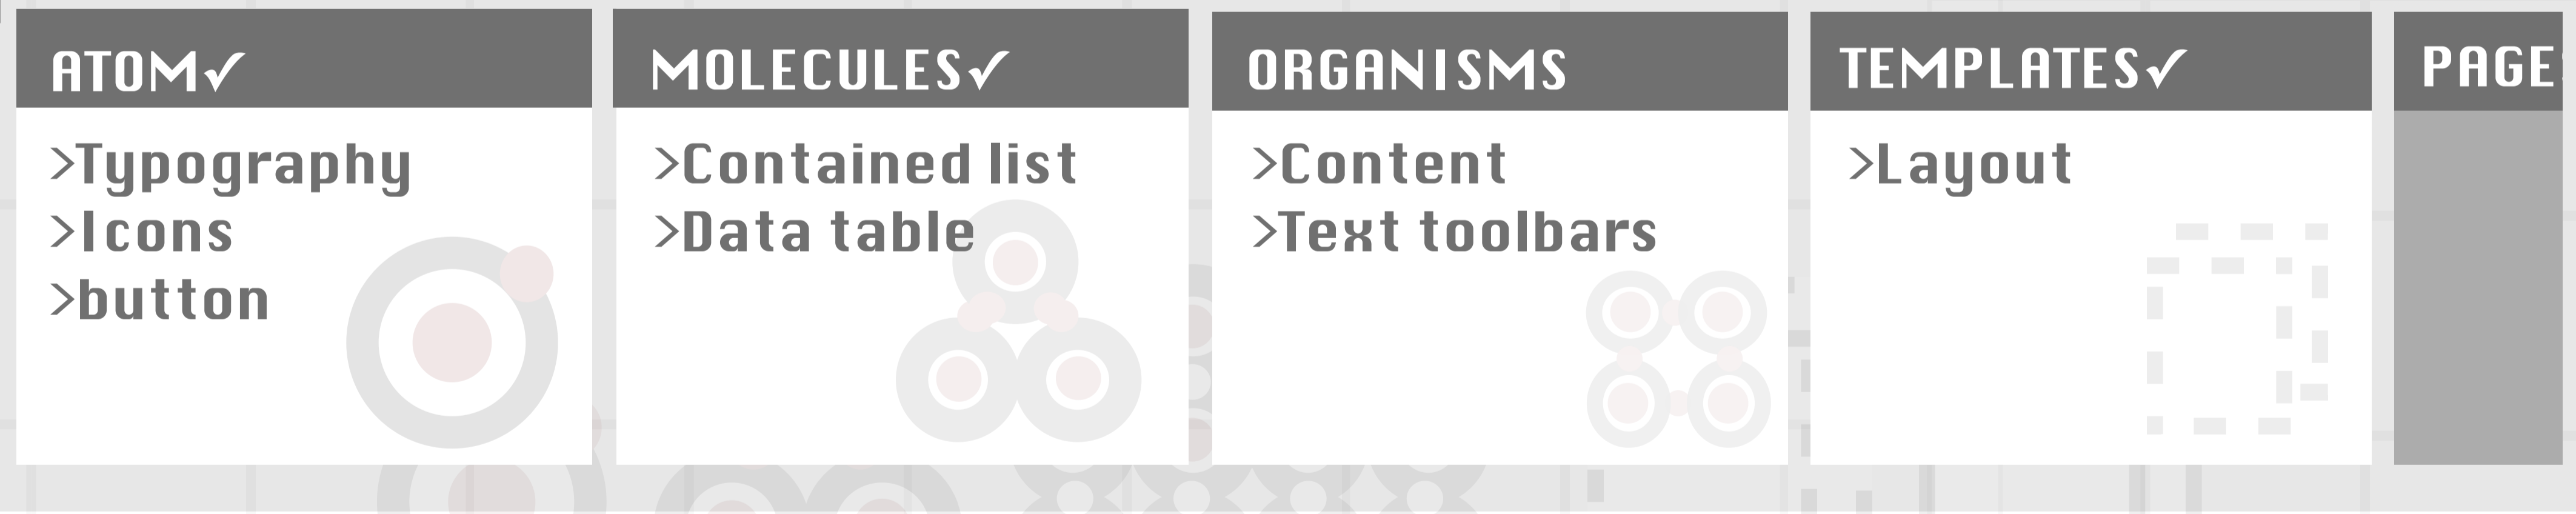 ATOM✓
>Typography
>Icons
>button
MOLECULES✓
>Contained list
>Data table
ORGANISMS
>Content
>Text toolbars
TEMPLATES✓
>Layout
PAGE